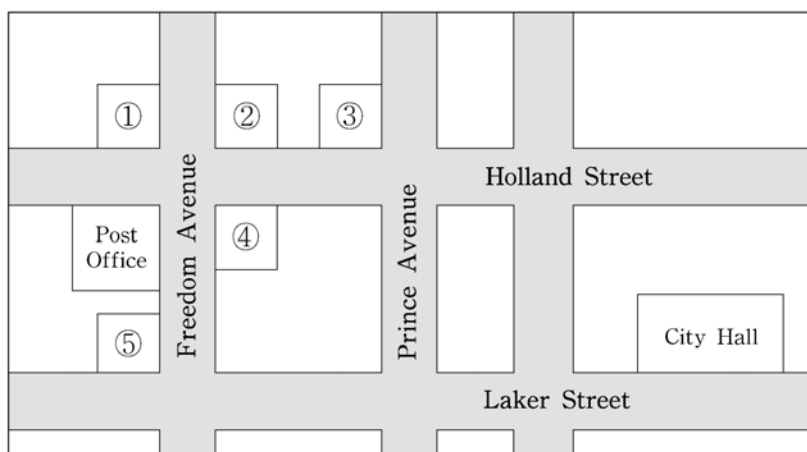 ①
②
③
Holland Street
Freedom Avenue
Prince Avenue
Post
Office
④
⑤
City Hall
Laker Street